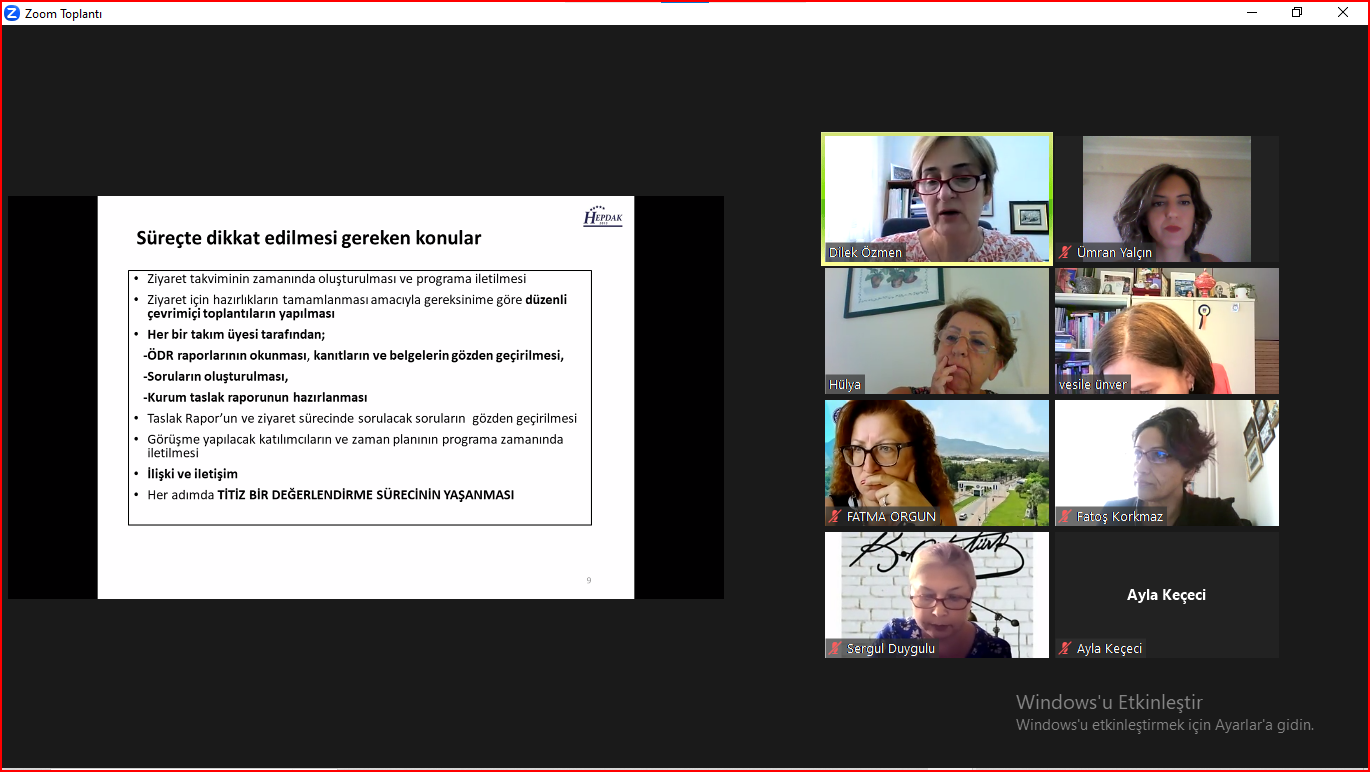 Zoom Toplantı
HEPDAK
Süreçte dikkat edilmesi gereken konular
• Ziyaret takviminin zamanında oluşturulması ve programa iletilmesi
• Ziyaret için hazırlıkların tamamlanması amacıyla gereksinime göre düzenli
çevrimiçi toplantıların yapılması
• Her bir takım üyesi tarafından;
-ÖDR raporlarının okunması, kanıtların ve belgelerin gözden geçirilmesi,
-Soruların oluşturulması,
-Kurum taslak raporunun hazırlanması
• Taslak Rapor’un ve ziyaret sürecinde sorulacak soruların gözden geçirilmesi
• Görüşme yapılacak katılımcıların ve zaman planının programa zamanında
iletilmesi
• İlişki ve iletişim
• Her adımda TİTİZ BİR DEĞERLENDİRME SÜRECİNİN YAŞANMASI
9
Dilek Özmen
Ümran Yalçın
Hülya
vesile ünver
FATMA ORGUN
Fatoş Korkmaz
Sergul Duygulu
Ayla Keçeci
Ayla Keçeci
Windows'u Etkinleştir
Windows'u etkinleştirmek için Ayarlar'a gidin.